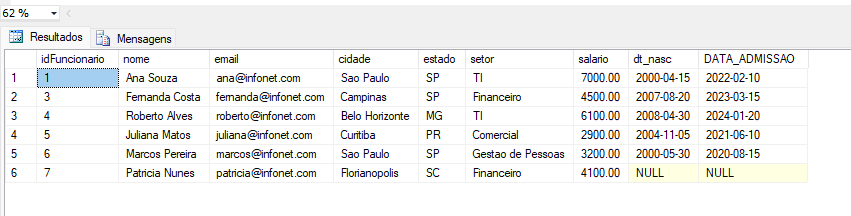 62 %
Resultados Mensagens
idFuncionario nome email cidade estado setor salario dt_nasc DATA_ADMISSAO
1 1 Ana Souza ana@infonet.com Sao Paulo SP TI 7000.00 2000-04-15 2022-02-10
2 3 Fernanda Costa fernanda@infonet.com Campinas SP Financeiro 4500.00 2007-08-20 2023-03-15
3 4 Roberto Alves roberto@infonet.com Belo Horizonte MG TI 6100.00 2008-04-30 2024-01-20
4 5 Juliana Matos juliana@infonet.com Curitiba PR Comercial 2900.00 2004-11-05 2021-06-10
5 6 Marcos Pereira marcos@infonet.com Sao Paulo SP Gestao de Pessoas 3200.00 2000-05-30 2020-08-15
6 7 Patricia Nunes patricia@infonet.com Florianopolis SC Financeiro 4100.00 NULL NULL